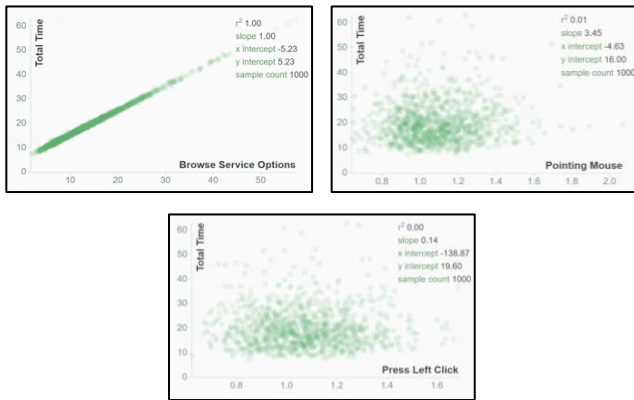 Total Time
60
50
40
30
20
10
0
r² 1.00
slope 1.00
x intercept -5.23
y intercept 5.23
sample count 1000
Browse Service Options
10 20 30 40 50
Total Time
60
50
40
30
20
10
0
r² 0.01
slope 3.45
x intercept -4.63
y intercept 16.00
sample count 1000
Pointing Mouse
0.8 1.0 1.2 1.4 1.6 1.8 2.0
Total Time
60
50
40
30
20
10
0
r² 0.00
slope 0.14
x intercept -138.87
y intercept 19.60
sample count 1000
Press Left Click
0.8 1.0 1.2 1.4 1.6